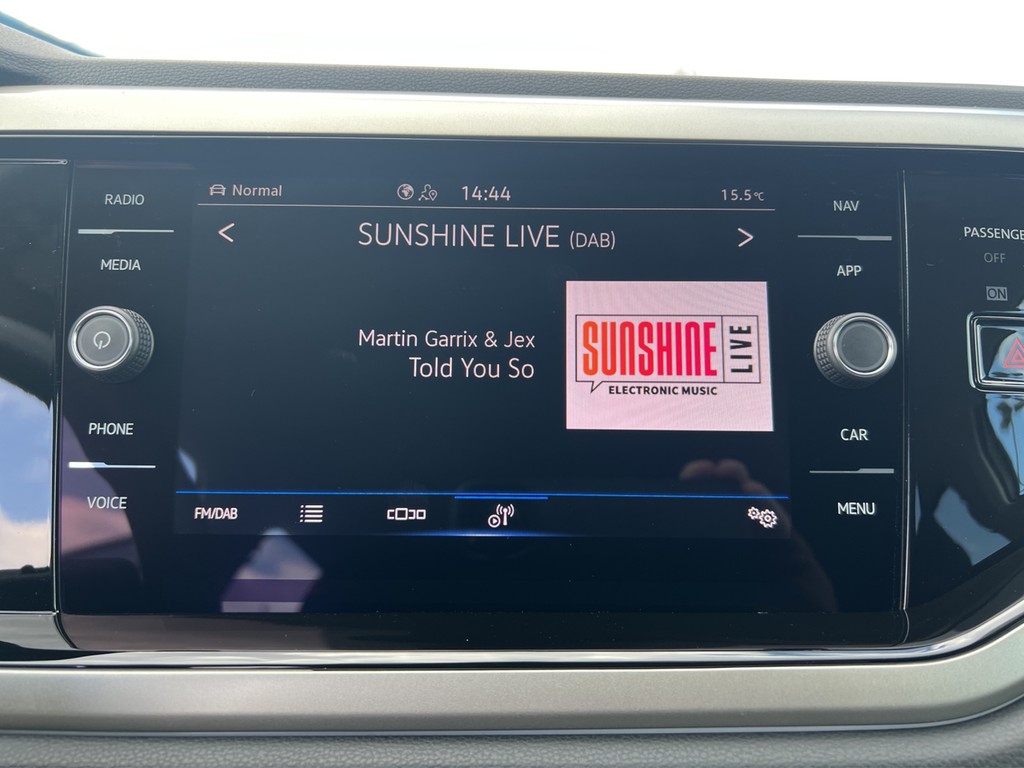 RADIO
MEDIA
PHONE
VOICE
Normal
14:44
15.5°C
< SUNSHINE LIVE (DAB) >
Martin Garrix & Jex
Told You So
SUNSHINE LIVE
ELECTRONIC MUSIC
FM/DAB
NAV
APP
CAR
MENU
PASSENGE
OFF
ON